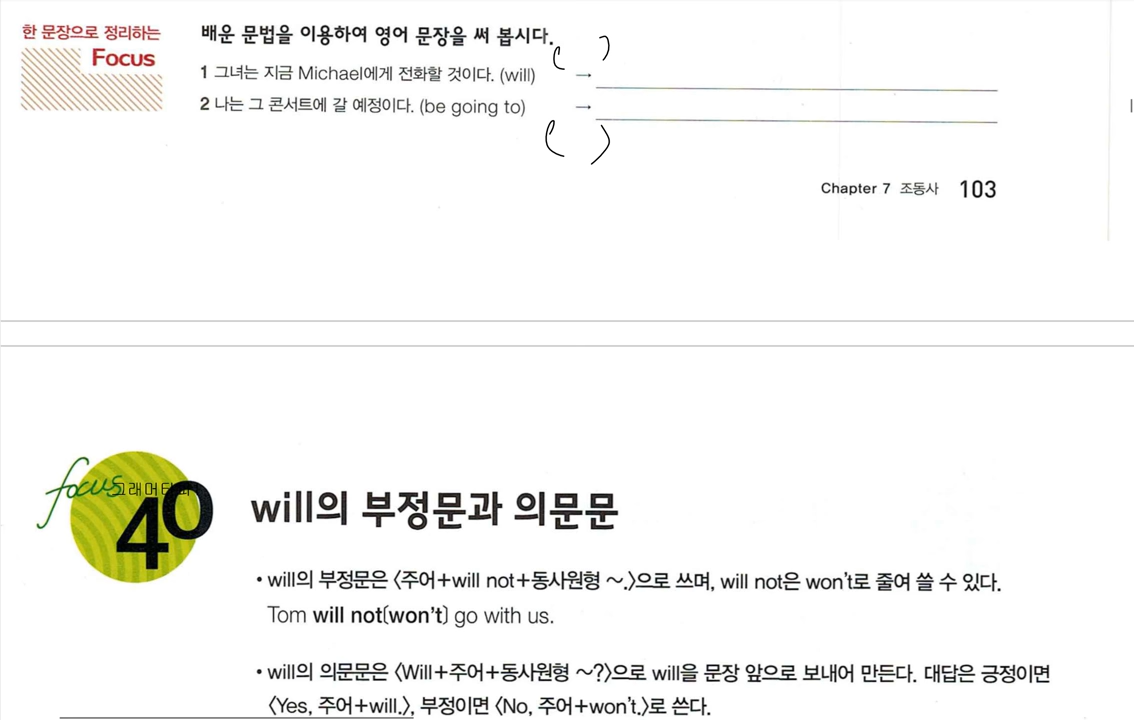 한 문장으로 정리하는
Focus
배운 문법을 이용하여 영어 문장을 써 봅시다.
1 그녀는 지금 Michael에게 전화할 것이다. (will) →
2 나는 그 콘서트에 갈 예정이다. (be going to) →
Chapter 7 조동사 103
focus
그래머타파
40
will의 부정문과 의문문
• will의 부정문은 〈주어+will not+동사원형 ~.〉으로 쓰며, will not은 won't로 줄여 쓸 수 있다.
Tom will not(won't) go with us.
• will의 의문문은 〈Will+주어+동사원형 ~?〉으로 will을 문장 앞으로 보내어 만든다. 대답은 긍정이면
〈Yes, 주어+will.〉, 부정이면 〈No, 주어+won't.〉로 쓴다.